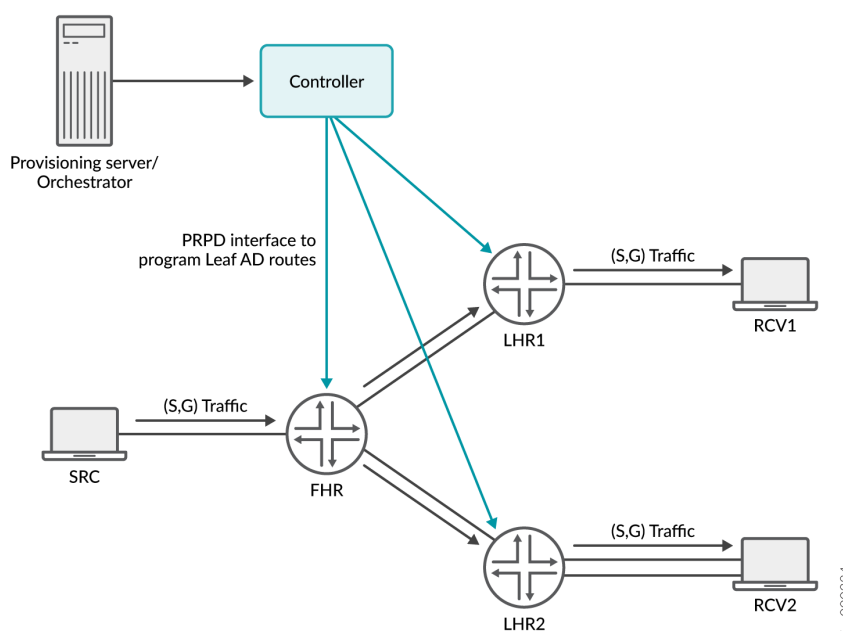 Controller
Provisioning server/
Orchestrator
PRPD interface to
program Leaf AD routes
(S,G) Traffic
RCV1
LHR1
(S,G) Traffic
SRC
FHR
(S,G) Traffic
RCV2
LHR2